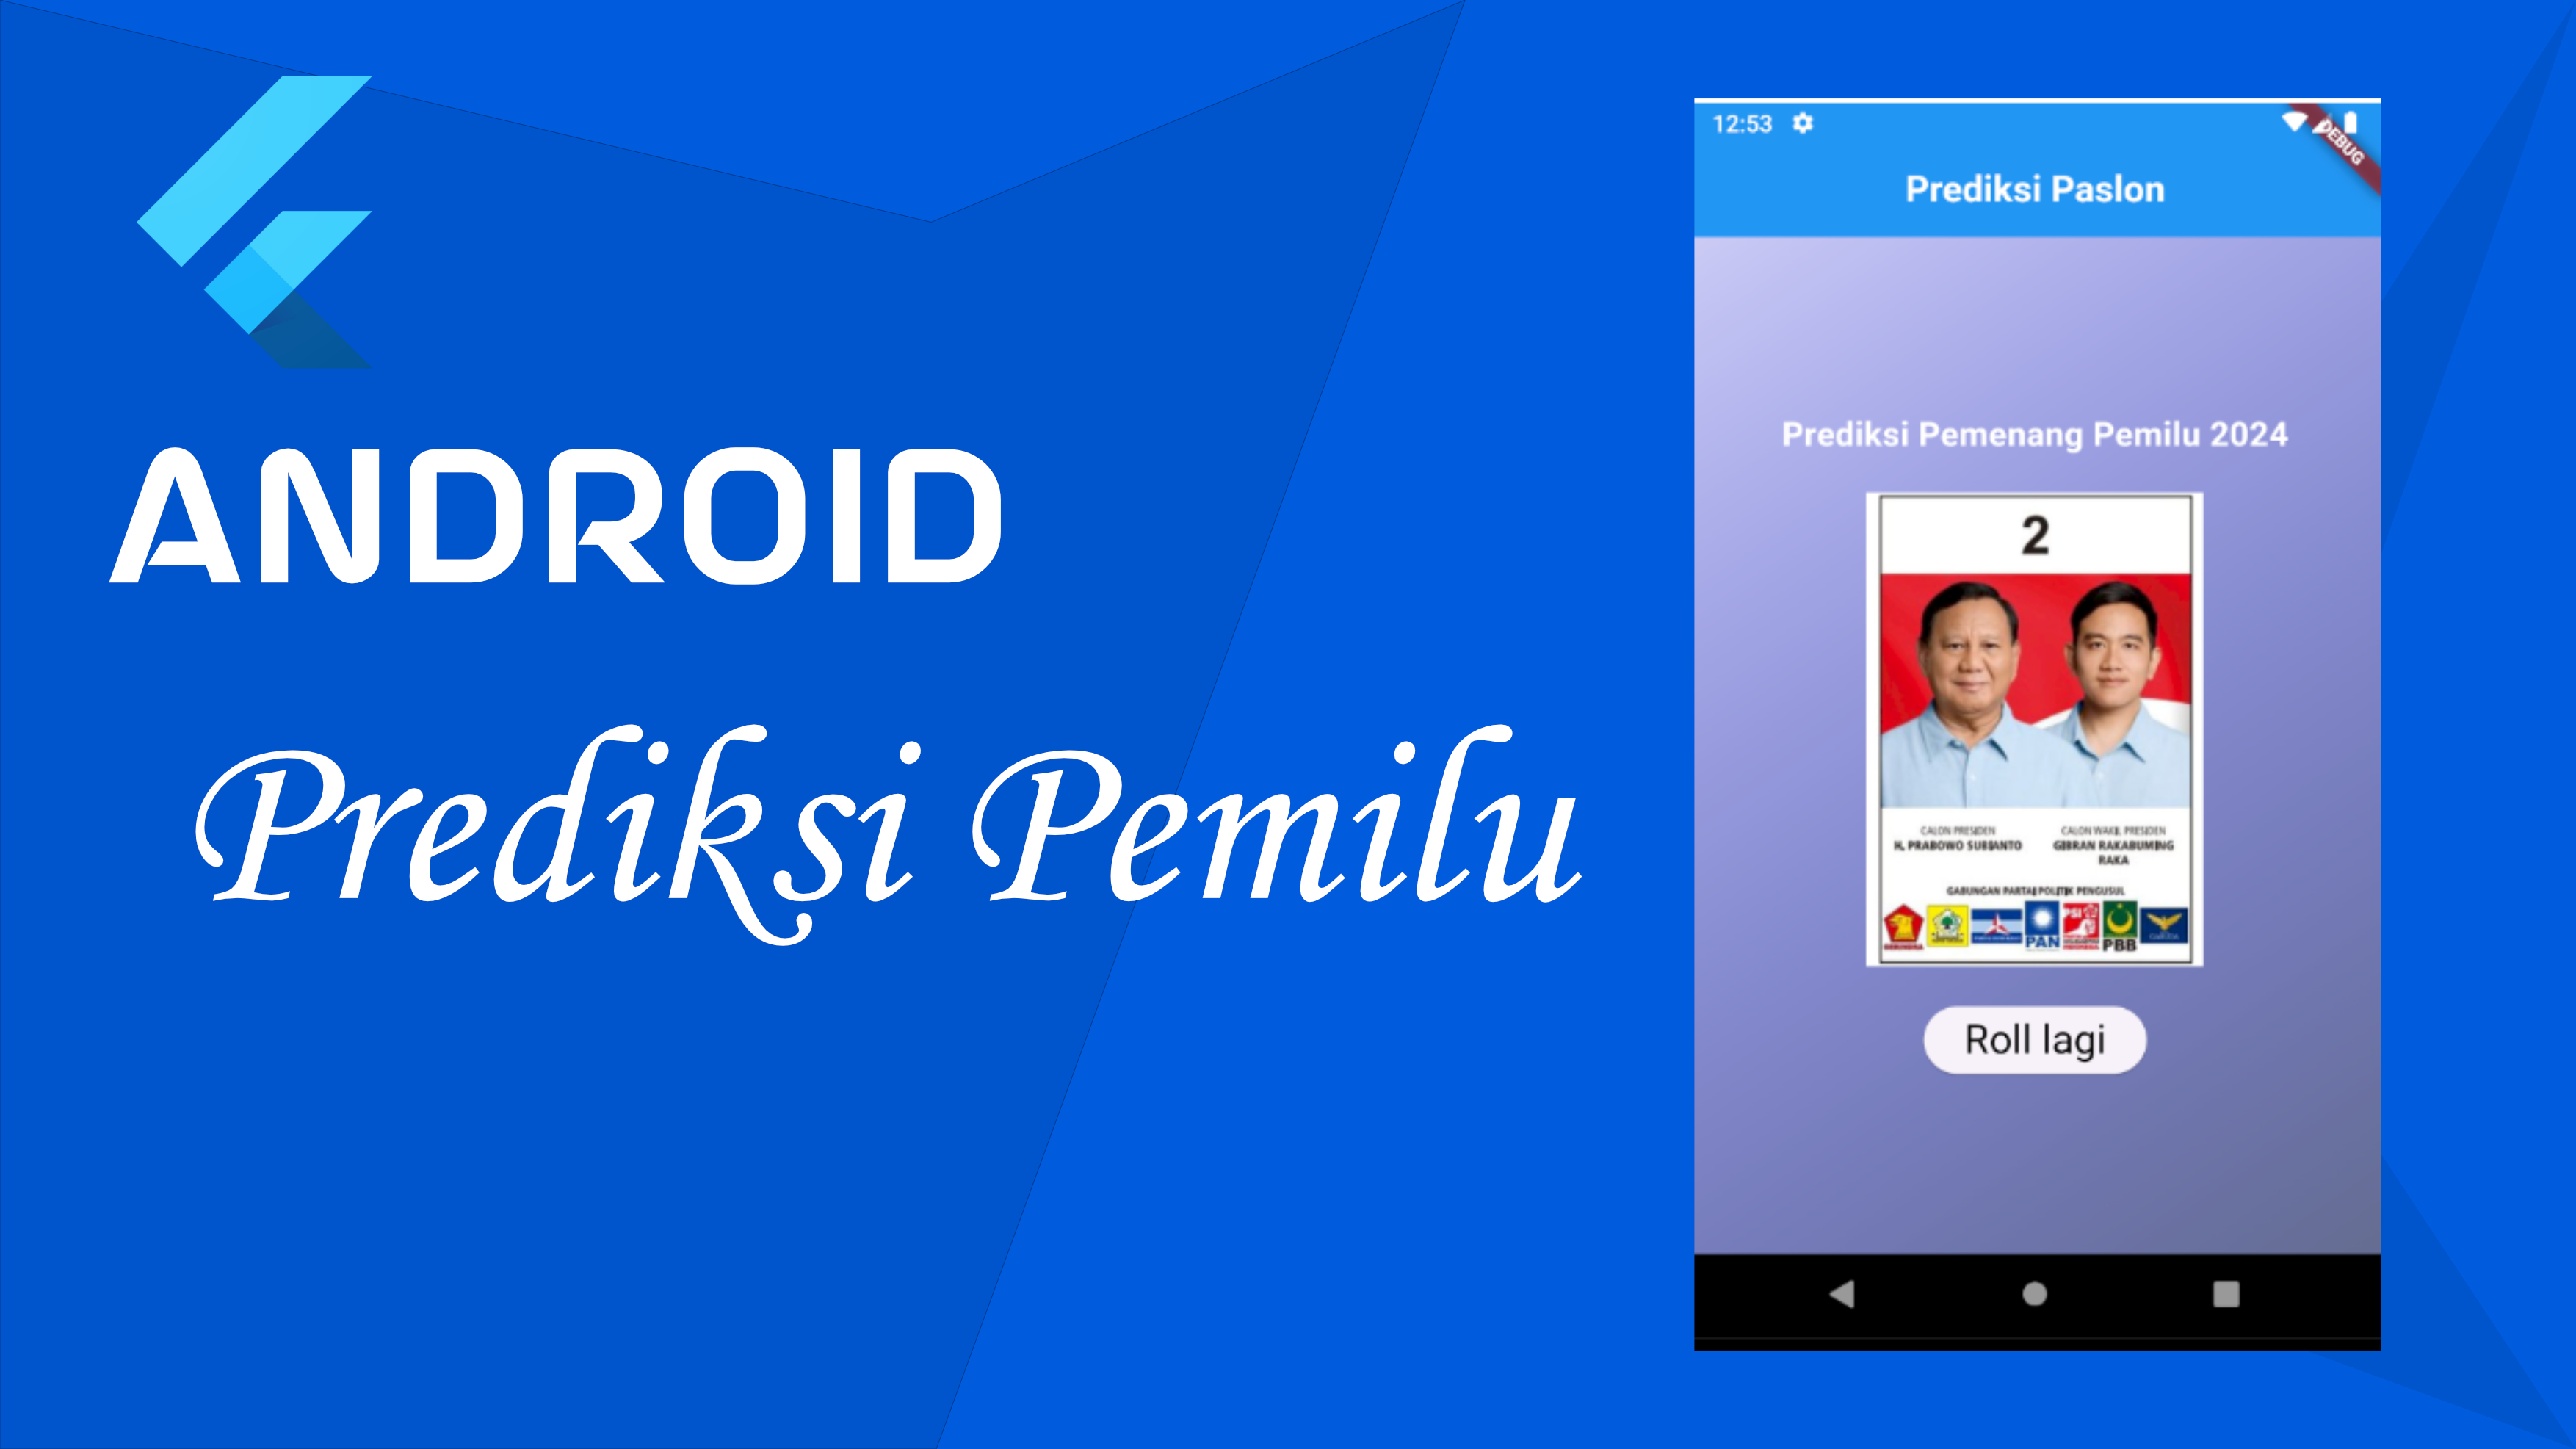 ANDROID
Prediksi Pemilu
12:53
DEBUG
Prediksi Paslon
Prediksi Pemenang Pemilu 2024
2
CALON PRESIDEN
H. PRABOWO SUBIANTO
CALON WAKIL PRESIDEN
GIBRAN RAKABUMING
RAKA
GABUNGAN PARTAI POLITIK PENGUSUL
PAN
PSI
PBB
Roll lagi